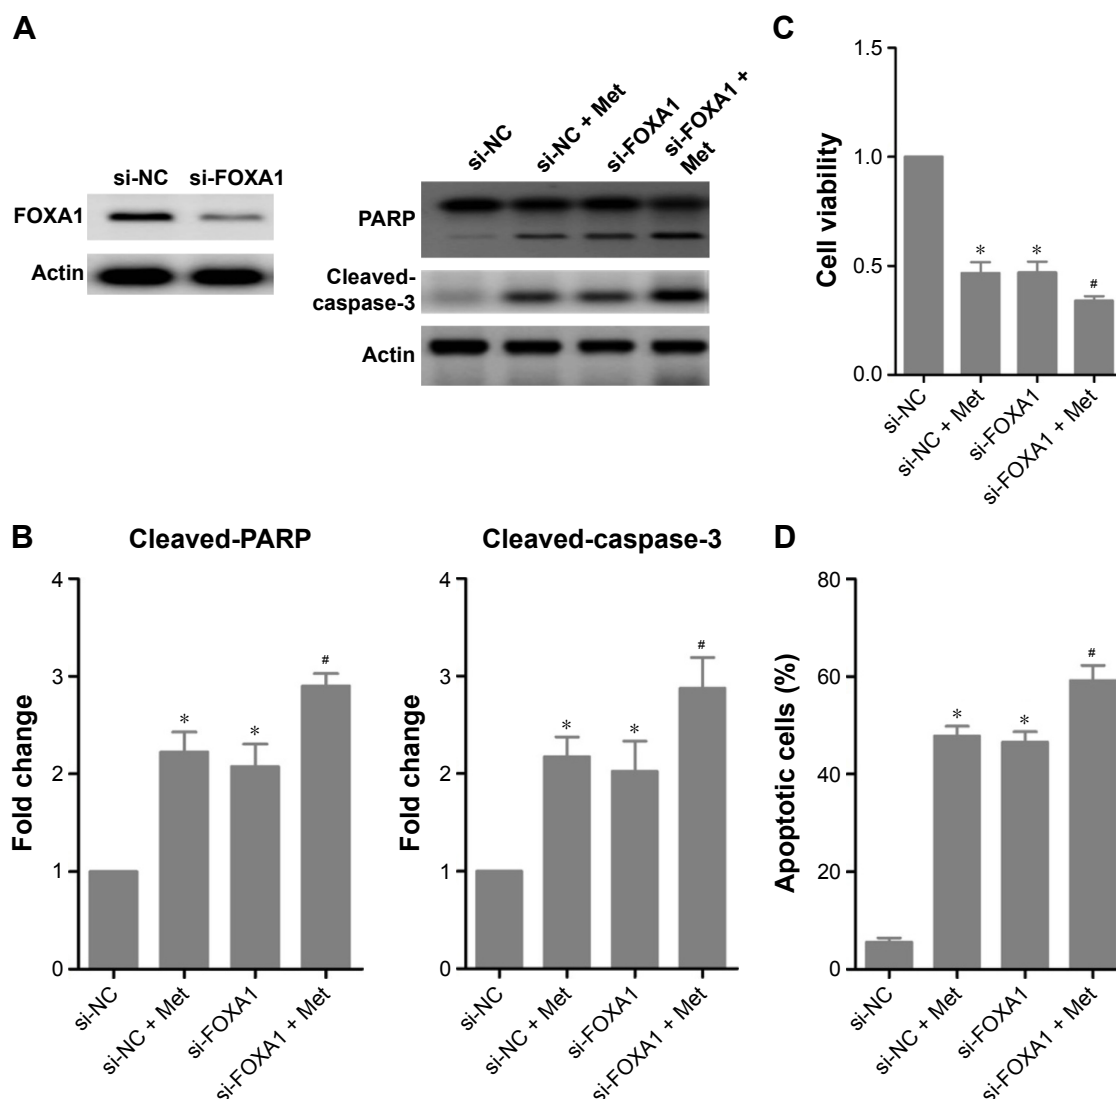 A
si-NC si-FOXA1
FOXA1
Actin
si-NC
si-NC + Met
si-FOXA1
si-FOXA1 +
Met
PARP
Cleaved-
caspase-3
Actin
C
Cell viability
1.5
1.0
0.5
0.0
*
*
#
si-NC
si-NC + Met
si-FOXA1
si-FOXA1 + Met
B
Cleaved-PARP
Fold change
4
3
2
1
0
*
*
#
si-NC
si-NC + Met
si-FOXA1
si-FOXA1 + Met
Cleaved-caspase-3
Fold change
4
3
2
1
0
*
*
#
si-NC
si-NC + Met
si-FOXA1
si-FOXA1 + Met
D
Apoptotic cells (%)
80
60
40
20
0
*
*
#
si-NC
si-NC + Met
si-FOXA1
si-FOXA1 + Met